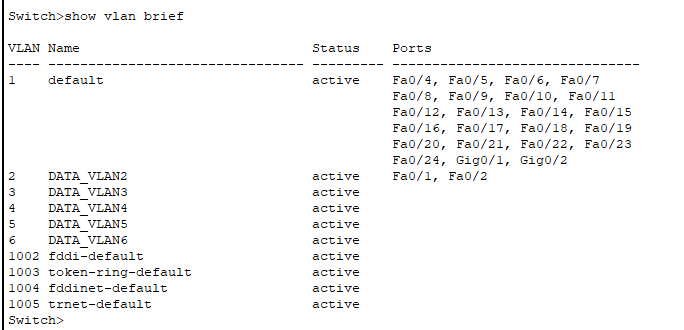 Switch>show vlan brief
VLAN Name                             Status    Ports
---- -------------------------------- --------- -------------------------------
1    default                          active    Fa0/4, Fa0/5, Fa0/6, Fa0/7
                                                Fa0/8, Fa0/9, Fa0/10, Fa0/11
                                                Fa0/12, Fa0/13, Fa0/14, Fa0/15
                                                Fa0/16, Fa0/17, Fa0/18, Fa0/19
                                                Fa0/20, Fa0/21, Fa0/22, Fa0/23
                                                Fa0/24, Gig0/1, Gig0/2
2    DATA_VLAN2                       active    Fa0/1, Fa0/2
3    DATA_VLAN3                       active
4    DATA_VLAN4                       active
5    DATA_VLAN5                       active
6    DATA_VLAN6                       active
1002 fddi-default                     active
1003 token-ring-default               active
1004 fddinet-default                  active
1005 trnet-default                    active
Switch>